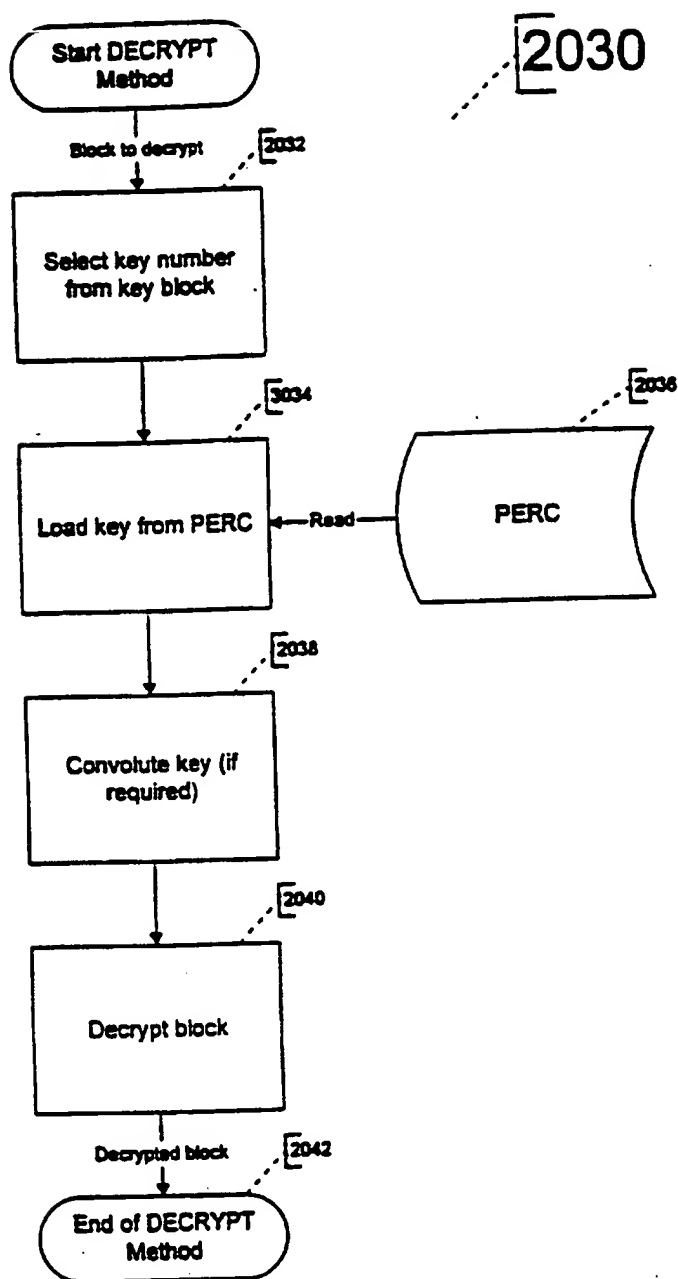 Start DECRYPT
Method
2030
Block to decrypt
2032
Select key number
from key block
3034
2036
Load key from PERC
Read
PERC
2038
Convolute key (if
required)
2040
Decrypt block
Decrypted block
2042
End of DECRYPT
Method